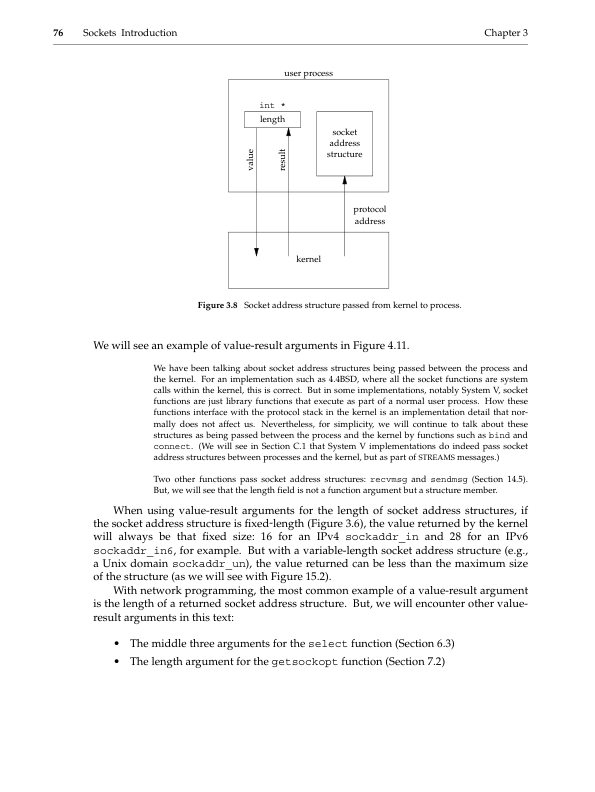 76 Sockets Introduction Chapter 3
user process
int *
length
socket
address
structure
value
result
protocol
address
kernel
Figure 3.8 Socket address structure passed from kernel to process.
We will see an example of value-result arguments in Figure 4.11.
We have been talking about socket address structures being passed between the process and
the kernel. For an implementation such as 4.4BSD, where all the socket functions are system
calls within the kernel, this is correct. But in some implementations, notably System V, socket
functions are just library functions that execute as part of a normal user process. How these
functions interface with the protocol stack in the kernel is an implementation detail that nor-
mally does not affect us. Nevertheless, for simplicity, we will continue to talk about these
structures as being passed between the process and the kernel by functions such as bind and
connect. (We will see in Section C.1 that System V implementations do indeed pass socket
address structures between processes and the kernel, but as part of STREAMS messages.)
Two other functions pass socket address structures: recvmsg and sendmsg (Section 14.5).
But, we will see that the length field is not a function argument but a structure member.
When using value-result arguments for the length of socket address structures, if
the socket address structure is fixed-length (Figure 3.6), the value returned by the kernel
will always be that fixed size: 16 for an IPv4 sockaddr_in and 28 for an IPv6
sockaddr_in6, for example. But with a variable-length socket address structure (e.g.,
a Unix domain sockaddr_un), the value returned can be less than the maximum size
of the structure (as we will see with Figure 15.2).
With network programming, the most common example of a value-result argument
is the length of a returned socket address structure. But, we will encounter other value-
result arguments in this text:
• The middle three arguments for the select function (Section 6.3)
• The length argument for the getsockopt function (Section 7.2)